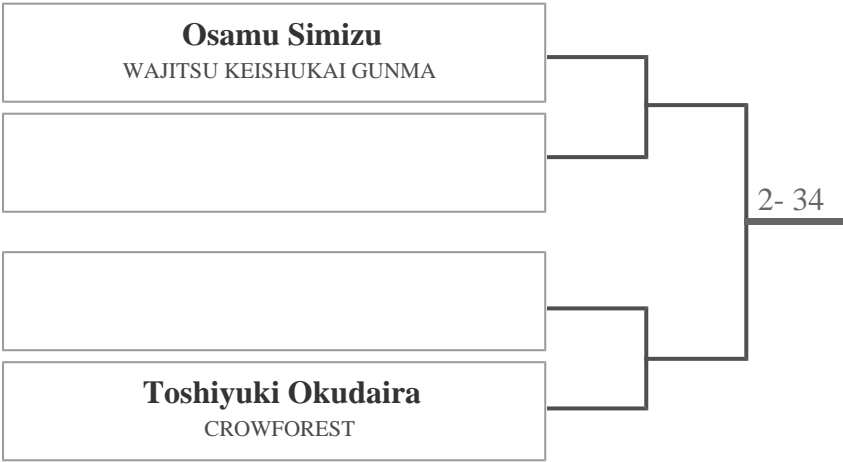 Osamu Simizu
WAJITSU KEISHUKAI GUNMA
2- 34
Toshiyuki Okudaira
CROWFOREST